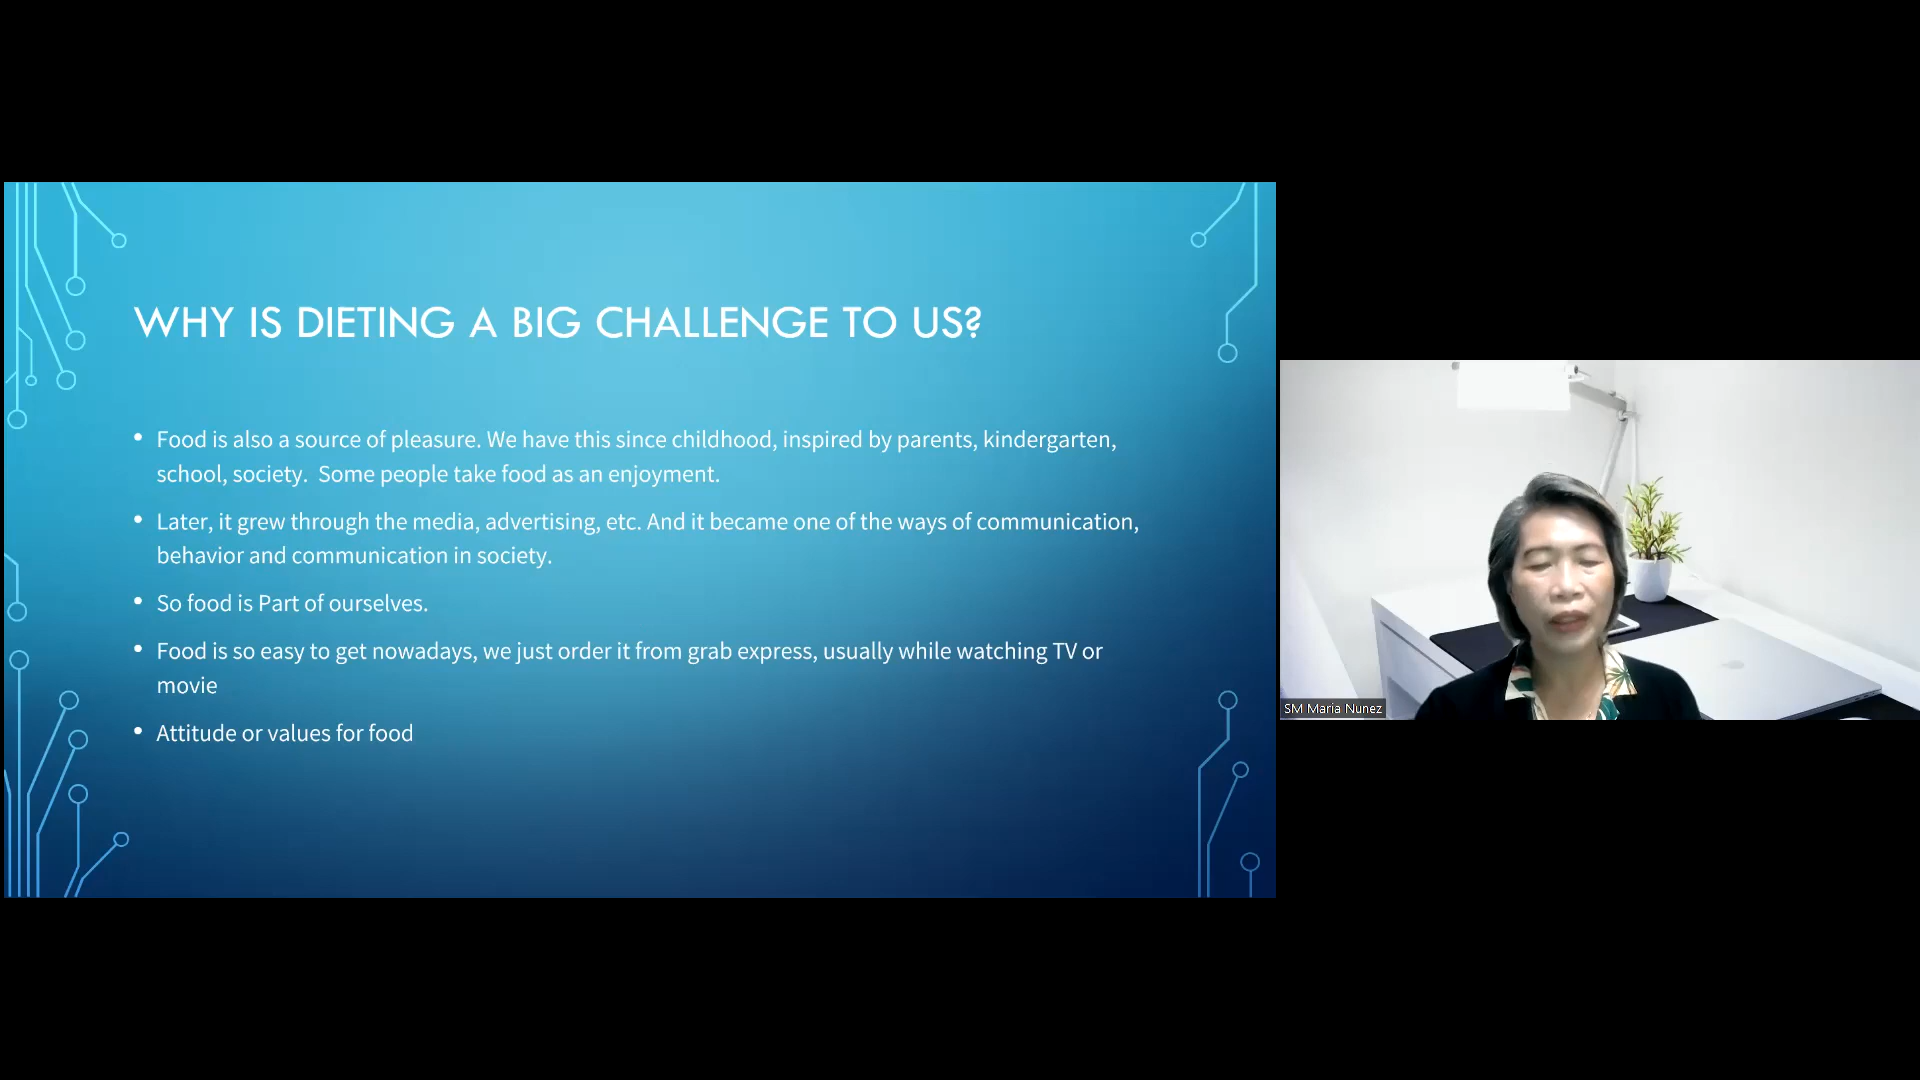 WHY IS DIETING A BIG CHALLENGE TO US?
• Food is also a source of pleasure. We have this since childhood, inspired by parents, kindergarten,
school, society.  Some people take food as an enjoyment.
• Later, it grew through the media, advertising, etc. And it became one of the ways of communication,
behavior and communication in society.
• So food is Part of ourselves.
• Food is so easy to get nowadays, we just order it from grab express, usually while watching TV or
movie
• Attitude or values for food
SM Maria Nunez